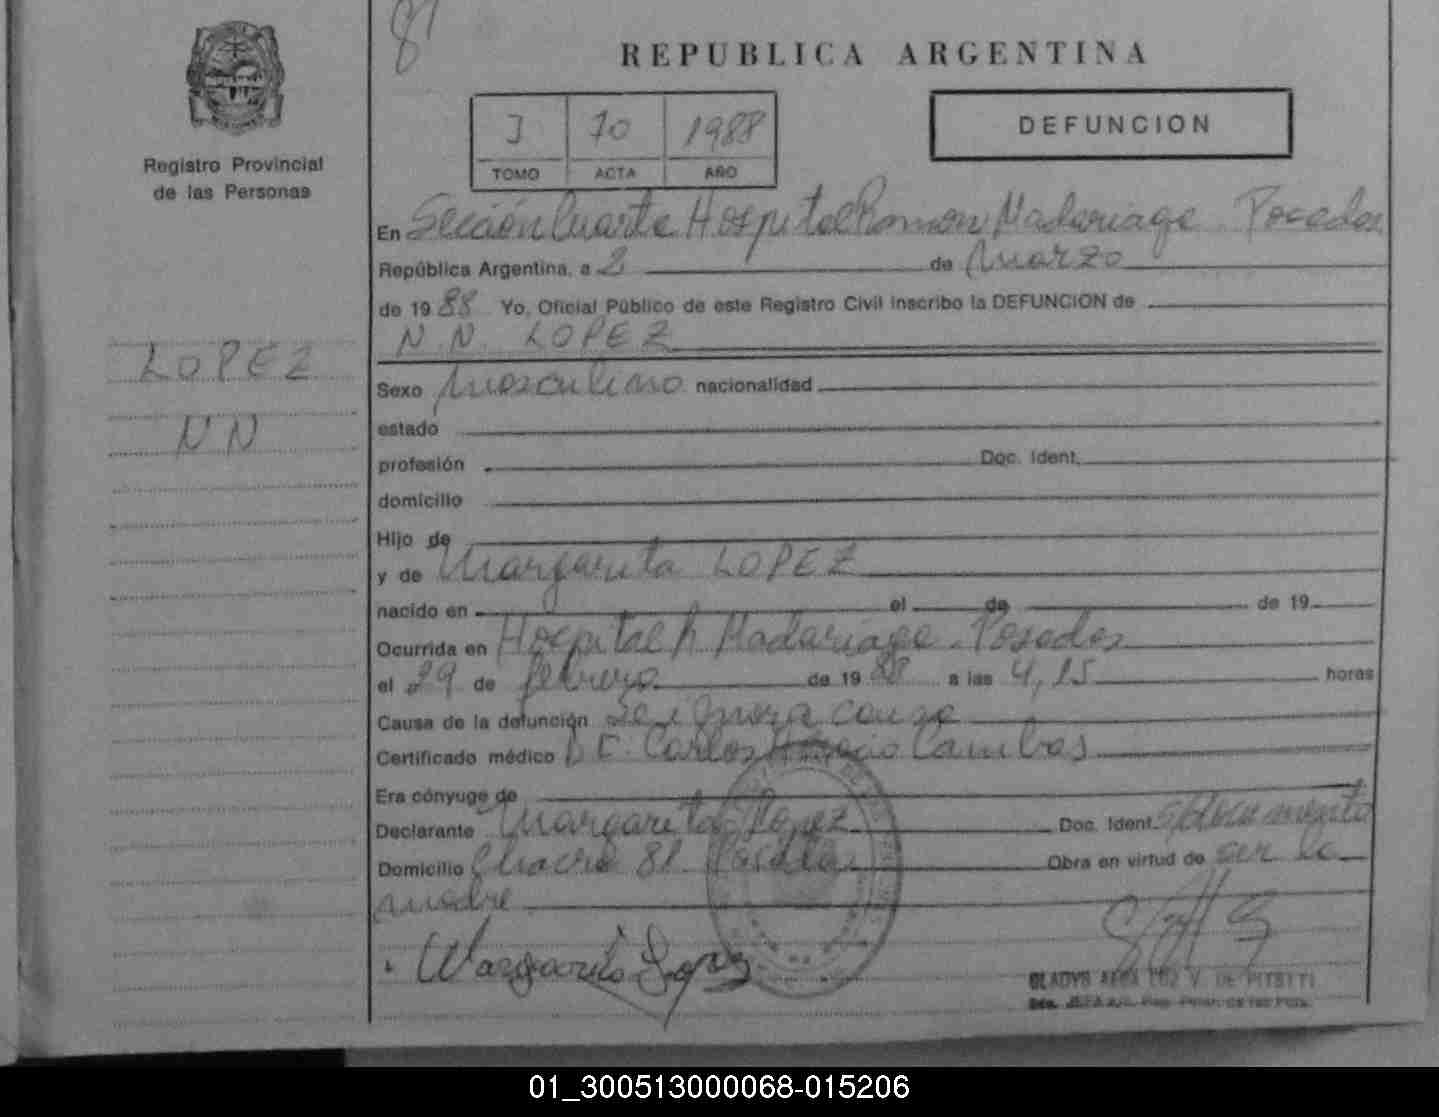 81
REPUBLICA ARGENTINA
Registro Provincial
de las Personas
J 70 1988
TOMO ACTA AÑO
DEFUNCION
En Sección Cuarta Hospital Ramon Madariaga Posadas
República Argentina, a 2 de Marzo
de 1988 Yo, Oficial Público de este Registro Civil inscribo la DEFUNCION de
N. N. LOPEZ
LOPEZ
NN
Sexo Masculino nacionalidad
estado
profesión Doc. Ident.
domicilio
Hijo de
y de Margarita LOPEZ
nacido en el de de 19
Ocurrida en Hospital R Madariaga - Posadas
el 29 de febrero de 1988 a las 4,15 horas
Causa de la defunción se ignora causa
Certificado médico Dr. Carlos Cambas
Era cónyuge de
Declarante Margarita Lopez Doc. Ident. s/documento
Domicilio Chacra 81 Posadas Obra en virtud de ser la
madre
Margarita Lopez
GLADYS LUZ V. DE
01_300513000068-015206